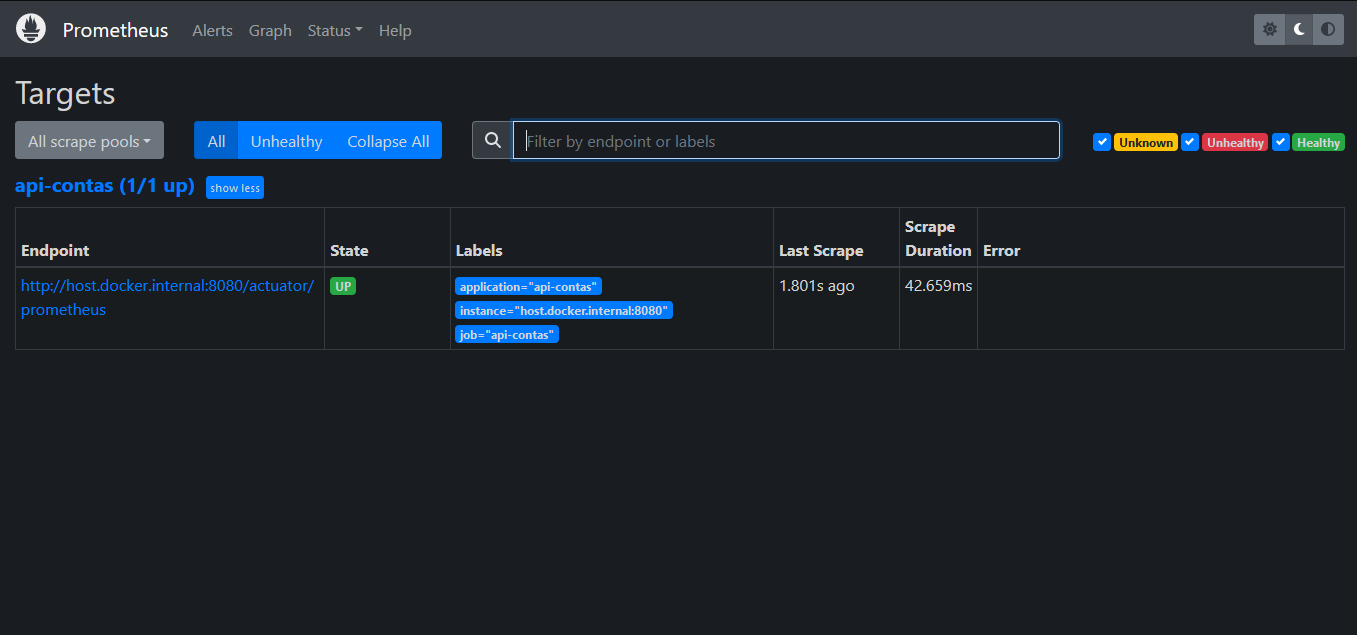 Prometheus Alerts Graph Status Help
Targets
All scrape pools All Unhealthy Collapse All Filter by endpoint or labels Unknown Unhealthy Healthy
api-contas (1/1 up) show less
Endpoint State Labels Last Scrape Scrape Duration Error
http://host.docker.internal:8080/actuator/
prometheus
UP
application="api-contas"
instance="host.docker.internal:8080"
job="api-contas"
1.801s ago
42.659ms